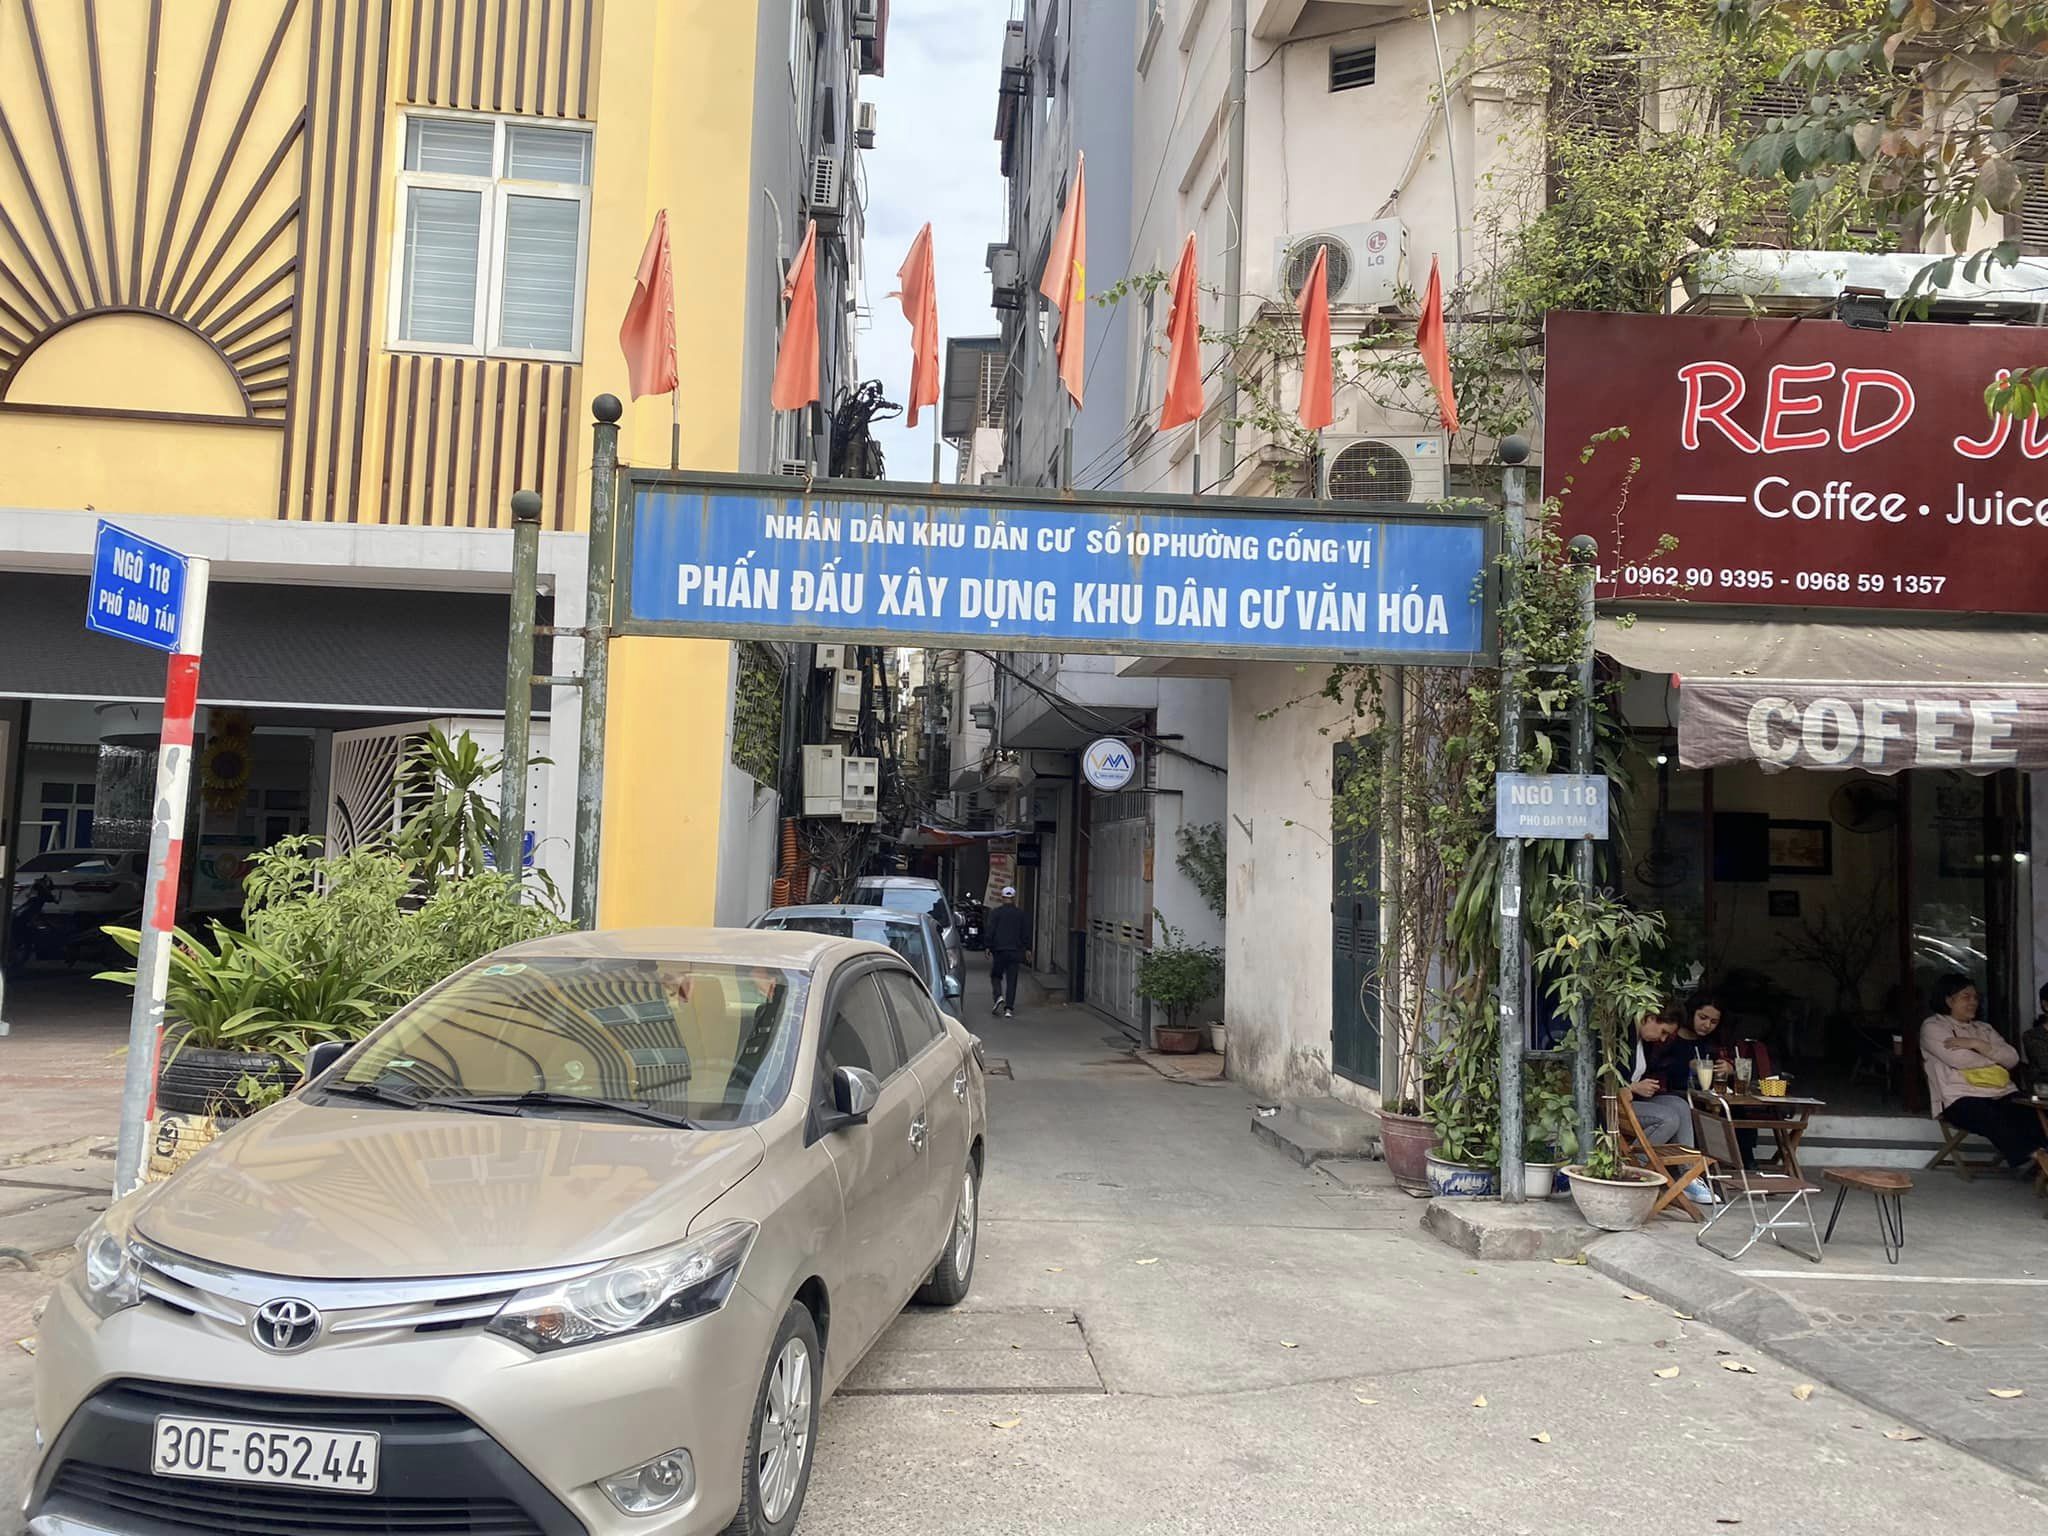 NGÕ 118
PHỐ ĐÀO TẤN
NHÂN DÂN KHU DÂN CƯ SỐ 10 PHƯỜNG CỐNG VỊ
PHẤN ĐẤU XÂY DỰNG KHU DÂN CƯ VĂN HÓA
LG
RED
Coffee • Juice
L: 0962 90 9395 - 0968 59 1357
COFEE
NGÕ 118
PHỐ ĐÀO TẤN
30E-652.44